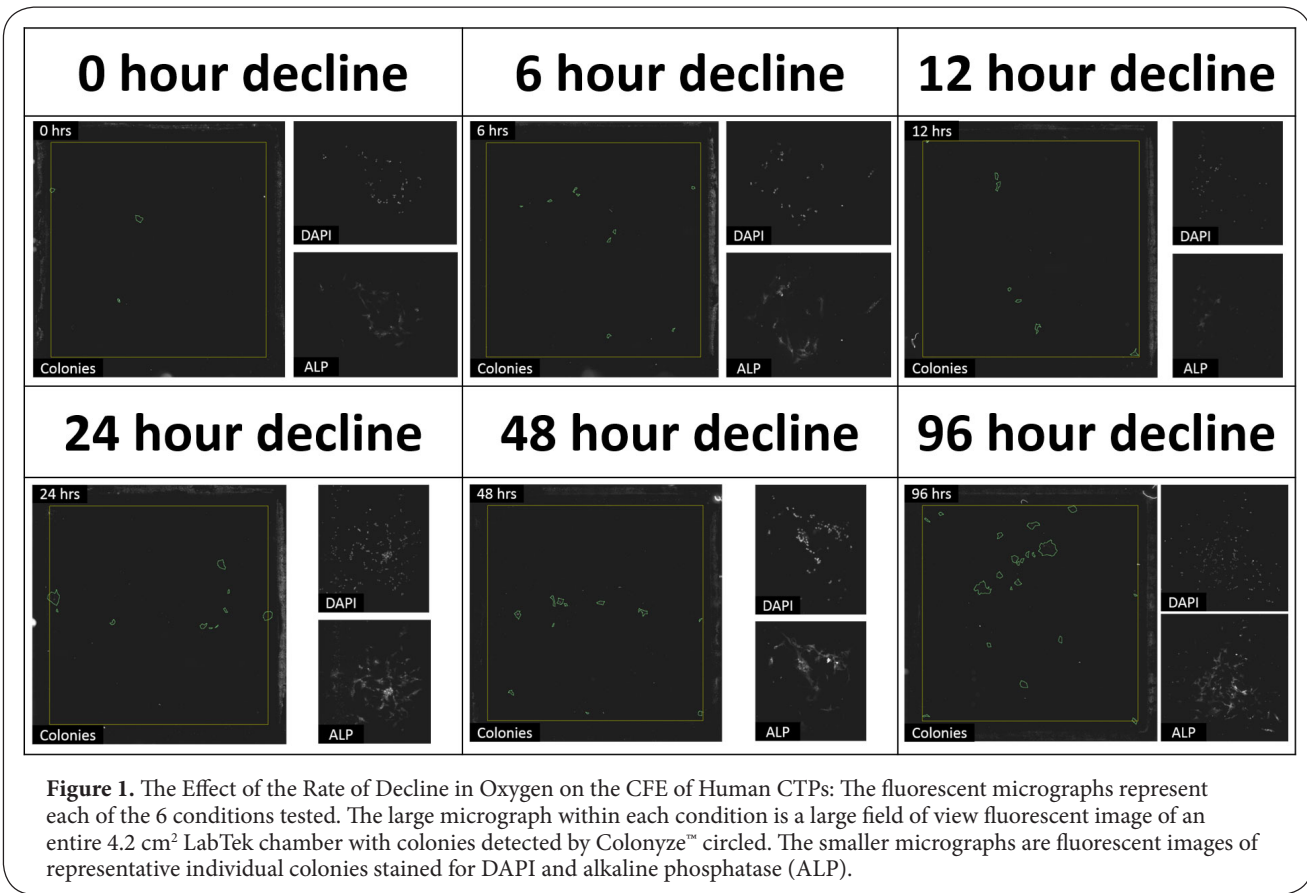 0 hour decline
6 hour decline
12 hour decline
0 hrs
DAPI
ALP
Colonies
6 hrs
DAPI
ALP
Colonies
12 hrs
DAPI
ALP
Colonies
24 hour decline
48 hour decline
96 hour decline
24 hrs
DAPI
ALP
Colonies
48 hrs
DAPI
ALP
Colonies
96 hrs
DAPI
ALP
Colonies
Figure 1. The Effect of the Rate of Decline in Oxygen on the CFE of Human CTPs: The fluorescent micrographs represent
each of the 6 conditions tested. The large micrograph within each condition is a large field of view fluorescent image of an
entire 4.2 cm² LabTek chamber with colonies detected by Colonyze™ circled. The smaller micrographs are fluorescent images of
representative individual colonies stained for DAPI and alkaline phosphatase (ALP).